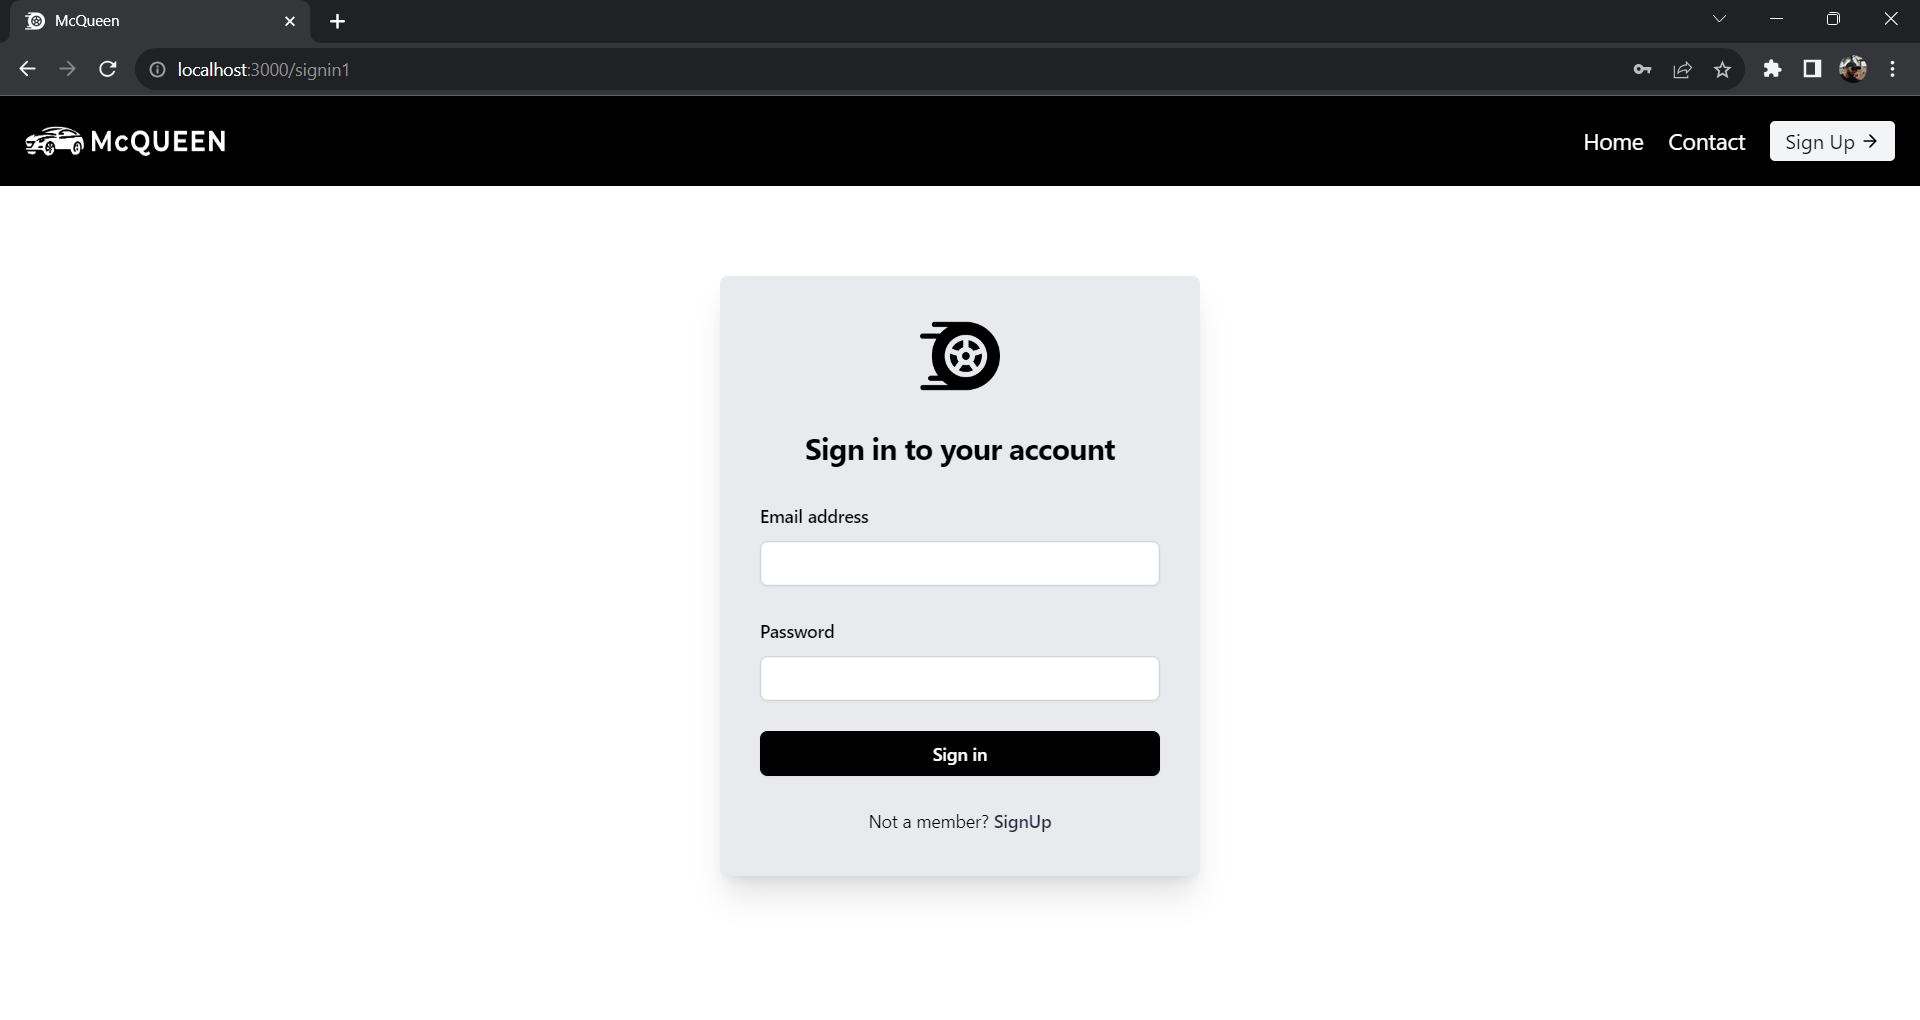 McQueen
localhost:3000/signin1
McQUEEN
Home
Contact
Sign Up →
Sign in to your account
Email address
Password
Sign in
Not a member? SignUp